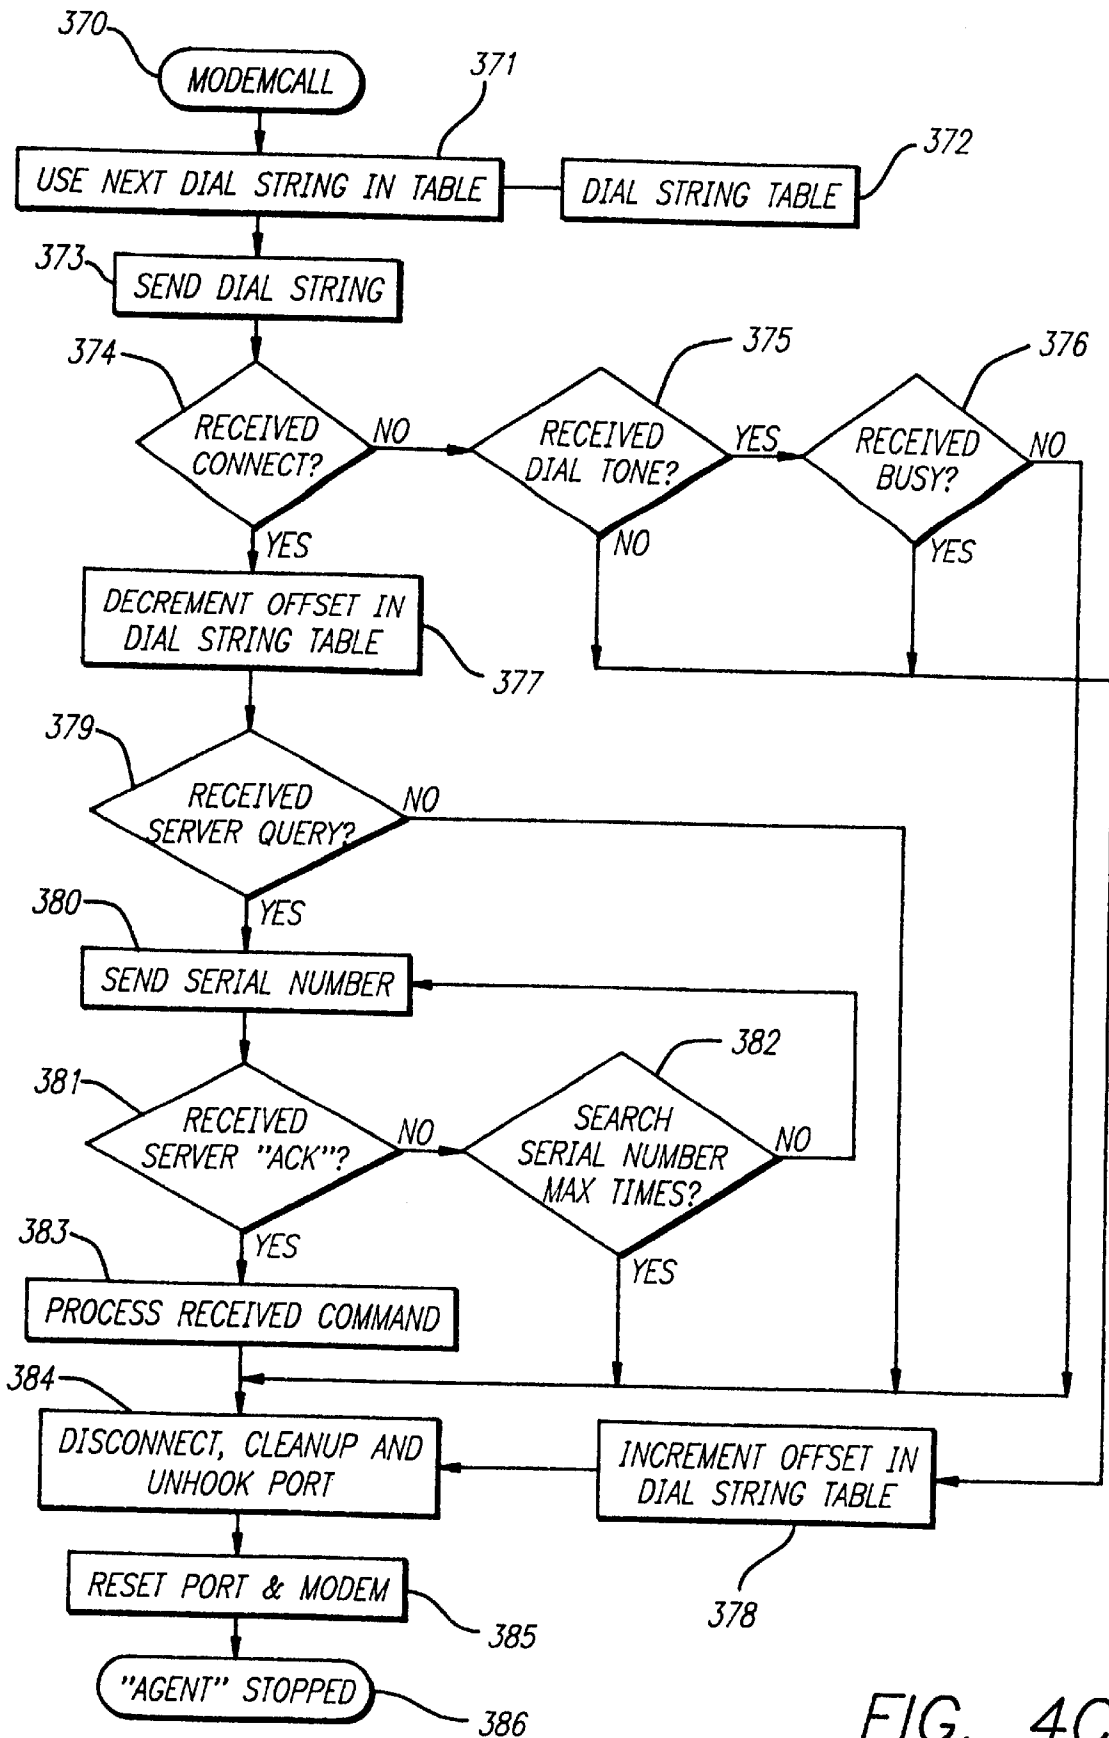 370
MODEMCALL
371
USE NEXT DIAL STRING IN TABLE
372
DIAL STRING TABLE
373
SEND DIAL STRING
374
RECEIVED
CONNECT?
NO
375
RECEIVED
DIAL TONE?
YES
376
RECEIVED
BUSY?
NO
YES
NO
YES
DECREMENT OFFSET IN
DIAL STRING TABLE
377
379
RECEIVED
SERVER QUERY?
NO
YES
380
SEND SERIAL NUMBER
381
RECEIVED
SERVER "ACK"?
NO
382
SEARCH
SERIAL NUMBER
MAX TIMES?
NO
YES
YES
383
PROCESS RECEIVED COMMAND
384
DISCONNECT, CLEANUP AND
UNHOOK PORT
INCREMENT OFFSET IN
DIAL STRING TABLE
378
RESET PORT & MODEM
385
"AGENT" STOPPED
386
FIG. 4C